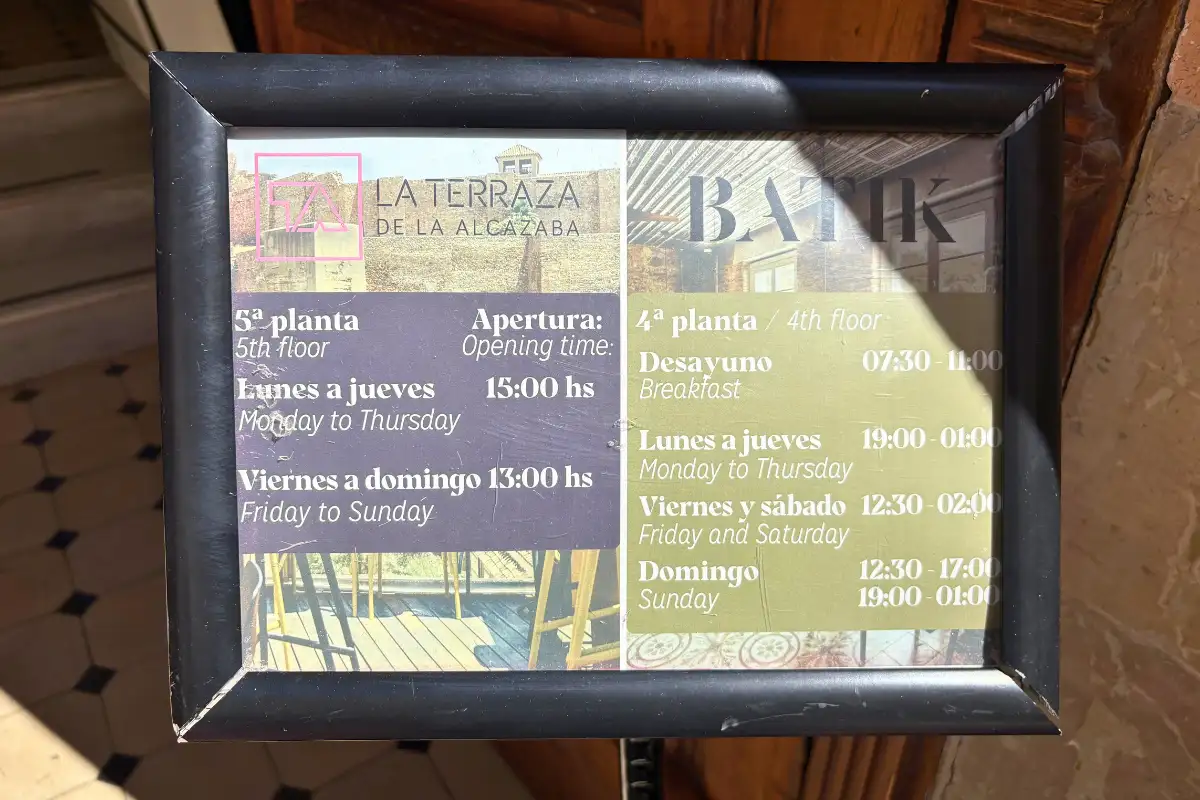 LA TERRAZA
DE LA ALCAZABA
5ª planta
5th floor
Apertura:
Opening time:
Lunes a jueves 15:00 hs
Monday to Thursday
Viernes a domingo 13:00 hs
Friday to Sunday
BATIK
4ª planta / 4th floor
Desayuno 07:30 - 11:00
Breakfast
Lunes a jueves 19:00 - 01:00
Monday to Thursday
Viernes y sábado 12:30 - 02:00
Friday and Saturday
Domingo 12:30 - 17:00
Sunday 19:00 - 01:00